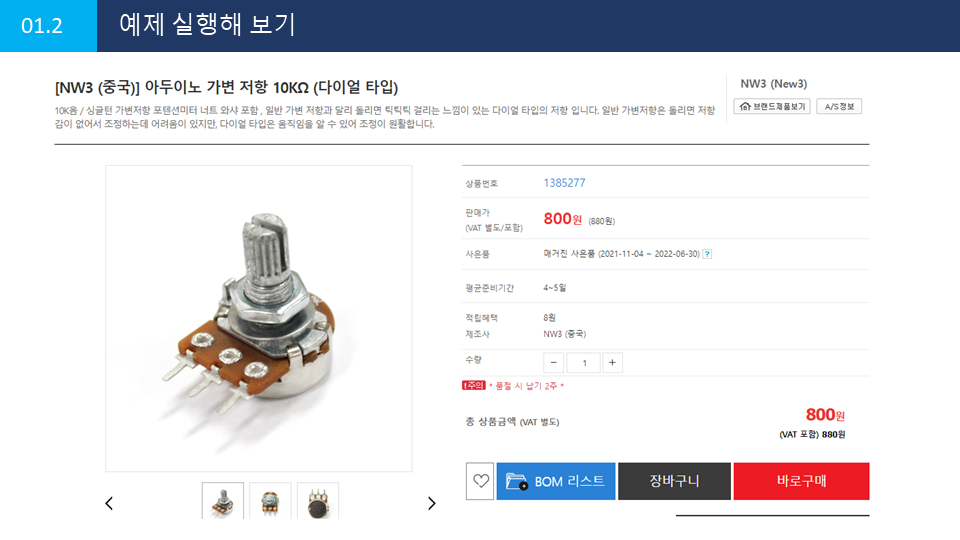 01.2
예제 실행해 보기
[NW3 (중국)] 아두이노 가변 저항 10KΩ (다이얼 타입)
10K옴 / 싱글턴 가변저항 포텐션미터 너트 와샤 포함 , 일반 가변 저항과 달리 돌리면 틱틱틱 걸리는 느낌이 있는 다이얼 타입의 저항 입니다. 일반 가변저항은 돌리면 저항
감이 없어서 조정하는데 어려움이 있지만, 다이얼 타입은 움직임을 알 수 있어 조정이 원활합니다.
NW3 (New3)
브랜드제품보기
A/S정보
상품번호 1385277
판매가
(VAT 별도/포함) 800원 (880원)
사은품 매거진 사은품 (2021-11-04 ~ 2022-06-30) ?
평균준비기간 4~5일
적립혜택 8원
제조사 NW3 (중국)
수량 − 1 +
!주의 * 품절 시 납기 2주 *
총 상품금액 (VAT 별도) 800원
(VAT 포함) 880원
BOM 리스트
장바구니
바로구매